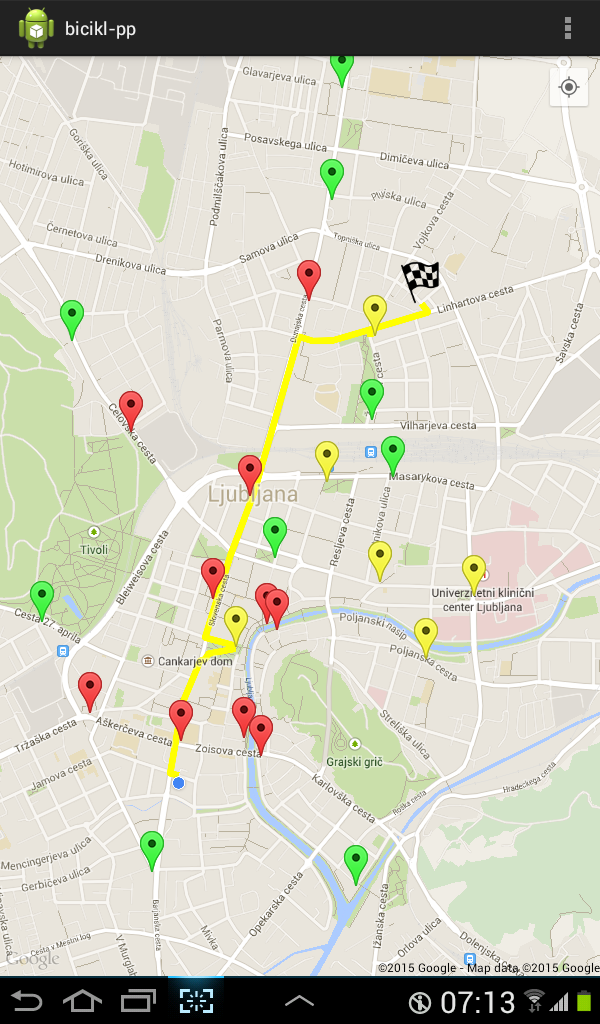 bicikl-pp
Glavarjeva ulica
Posavskega ulica
Dimičeva ulica
Goriška ulica
Hotimirova ulica
Podmilščakova ulica
Vojkova cesta
Topniška ulica
Samova ulica
Černetova ulica
Drenikova ulica
Linhartova cesta
Dunajska cesta
Savska cesta
Parmova ulica
cesta
Celovška cesta
Vilharjeva cesta
Masarykova cesta
Ljubljana
Resljeva cesta
nikova ulica
Tivoli
Bleiweisova cesta
Slovenska cesta
Univerzitetni klinični
center Ljubljana
Cesta 27. aprila
Poljanski nasip
Poljanska cesta
Cankarjev dom
Streliška ulica
Aškerčeva cesta
Tržaška cesta
Zoisova cesta
Grajski grič
Jamova cesta
Karlovška cesta
Hradeckega cesta
Roška cesta
Mencingerjeva ulica
Gerbičeva ulica
Barjanska cesta
Opekarska cesta
Ižanska cesta
Mivka
Orlova ulica
Cesta v Mestni log
V Murglah
Dolenjska cesta
Google
©2015 Google - Map data ©2015 Google
07:13